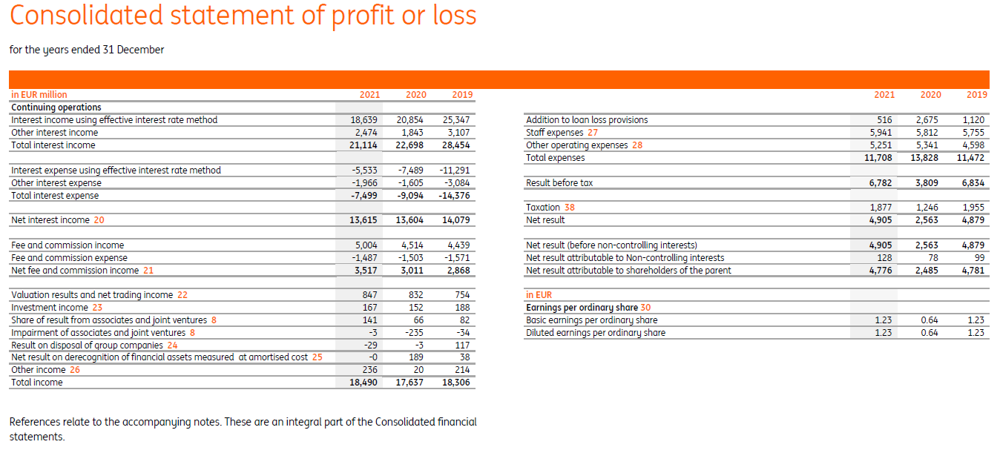 Consolidated statement of profit or loss
for the years ended 31 December
in EUR million 2021 2020 2019
Continuing operations
Interest income using effective interest rate method 18,639 20,854 25,347
Other interest income 2,474 1,843 3,107
Total interest income 21,114 22,698 28,454
Interest expense using effective interest rate method -5,533 -7,489 -11,291
Other interest expense -1,966 -1,605 -3,084
Total interest expense -7,499 -9,094 -14,376
Net interest income 20 13,615 13,604 14,079
Fee and commission income 5,004 4,514 4,439
Fee and commission expense -1,487 -1,503 -1,571
Net fee and commission income 21 3,517 3,011 2,868
Valuation results and net trading income 22 847 832 754
Investment income 23 167 152 188
Share of result from associates and joint ventures 8 141 66 82
Impairment of associates and joint ventures 8 -3 -235 -34
Result on disposal of group companies 24 -29 -3 117
Net result on derecognition of financial assets measured at amortised cost 25 -0 189 38
Other income 26 236 20 214
Total income 18,490 17,637 18,306
2021 2020 2019
Addition to loan loss provisions 516 2,675 1,120
Staff expenses 27 5,941 5,812 5,755
Other operating expenses 28 5,251 5,341 4,598
Total expenses 11,708 13,828 11,472
Result before tax 6,782 3,809 6,834
Taxation 38 1,877 1,246 1,955
Net result 4,905 2,563 4,879
Net result (before non-controlling interests) 4,905 2,563 4,879
Net result attributable to Non-controlling interests 128 78 99
Net result attributable to shareholders of the parent 4,776 2,485 4,781
in EUR
Earnings per ordinary share 30
Basic earnings per ordinary share 1.23 0.64 1.23
Diluted earnings per ordinary share 1.23 0.64 1.23
References relate to the accompanying notes. These are an integral part of the Consolidated financial
statements.